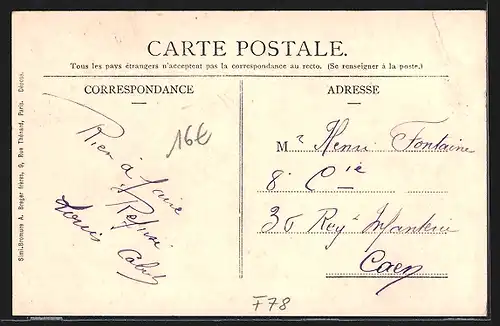 CARTE POSTALE.
Tous les pays étrangers n'acceptent pas la correspondance au recto. (Se renseigner à la poste.)
CORRESPONDANCE
Rien à faire
Refusé
Louis
16€
Simi-Bromure A. Breger frères, 9, Rue Thénard, Paris. Déposé.
ADRESSE
Mr Henri Fontaine
8e Cie
36 Regt Infanterie
Caen
F78